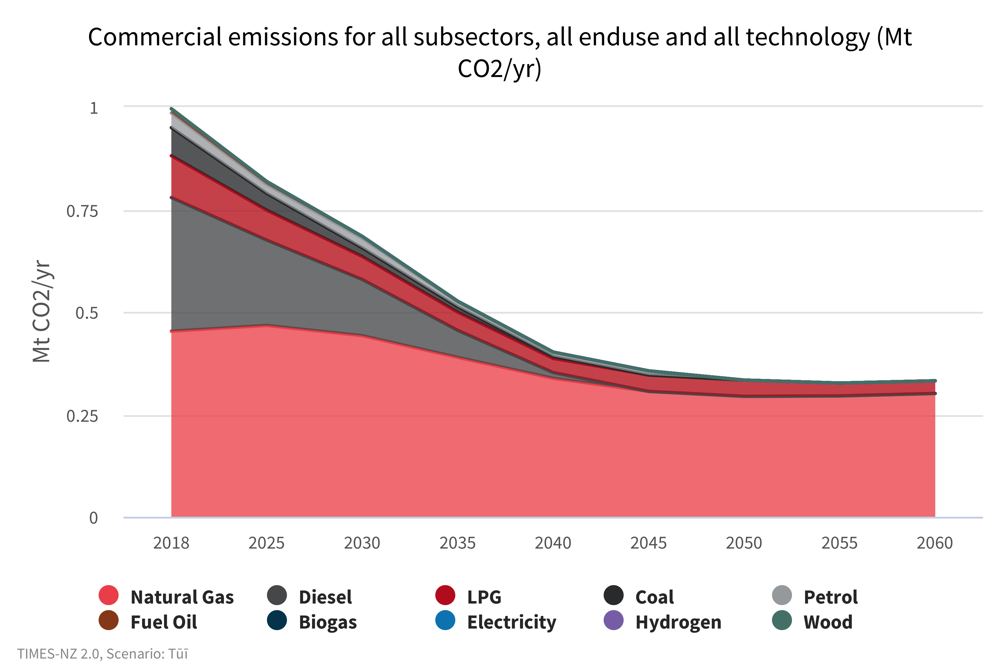 Commercial emissions for all subsectors, all enduse and all technology (Mt
CO2/yr)
Mt CO2/yr
1
0.75
0.5
0.25
0
2018 2025 2030 2035 2040 2045 2050 2055 2060
Natural Gas Diesel LPG Coal Petrol
Fuel Oil Biogas Electricity Hydrogen Wood
TIMES-NZ 2.0, Scenario: Tūī